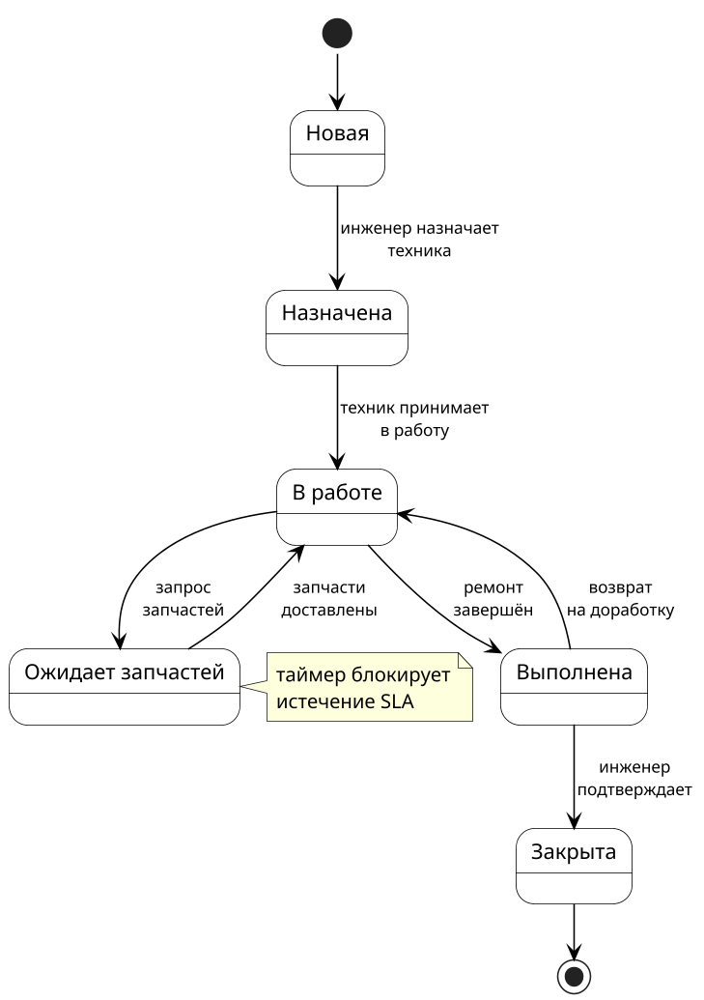 Новая
инженер назначает
техника
Назначена
техник принимает
в работу
В работе
запрос
запчастей
запчасти
доставлены
ремонт
завершён
возврат
на доработку
Ожидает запчастей
таймер блокирует
истечение SLA
Выполнена
инженер
подтверждает
Закрыта